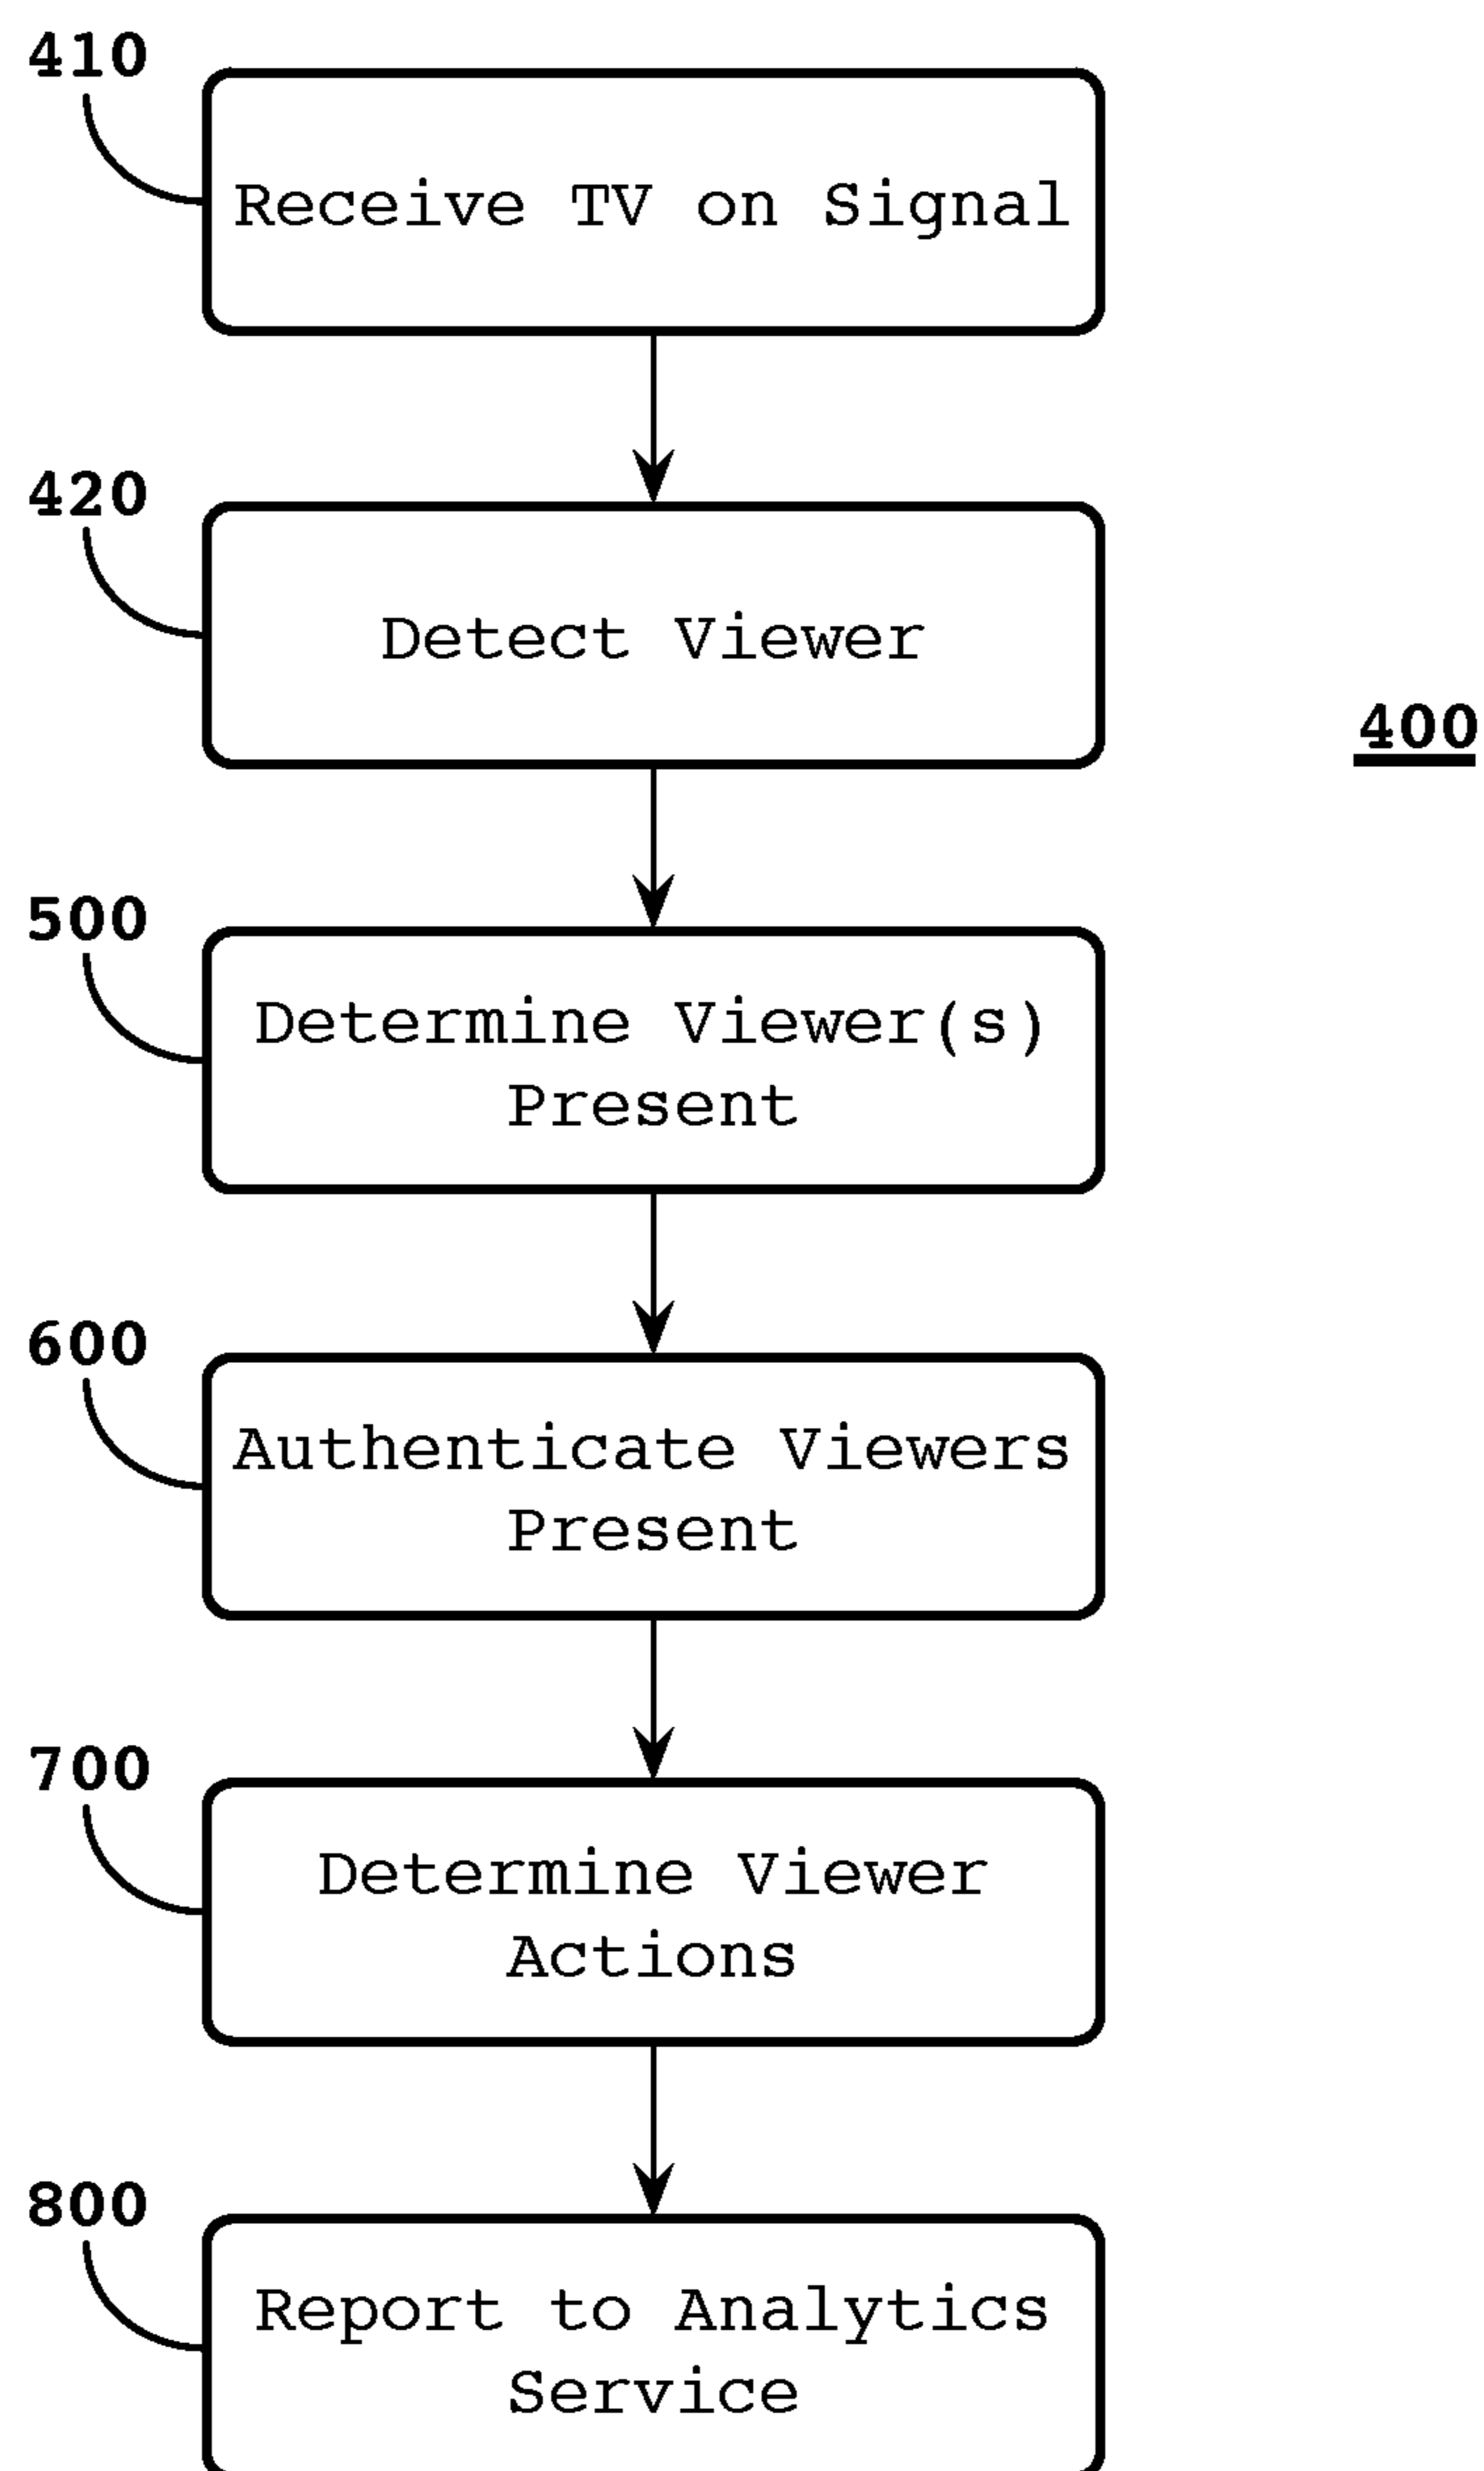 410
Receive TV on Signal
420
Detect Viewer
400
500
Determine Viewer(s)
Present
600
Authenticate Viewers
Present
700
Determine Viewer
Actions
800
Report to Analytics
Service